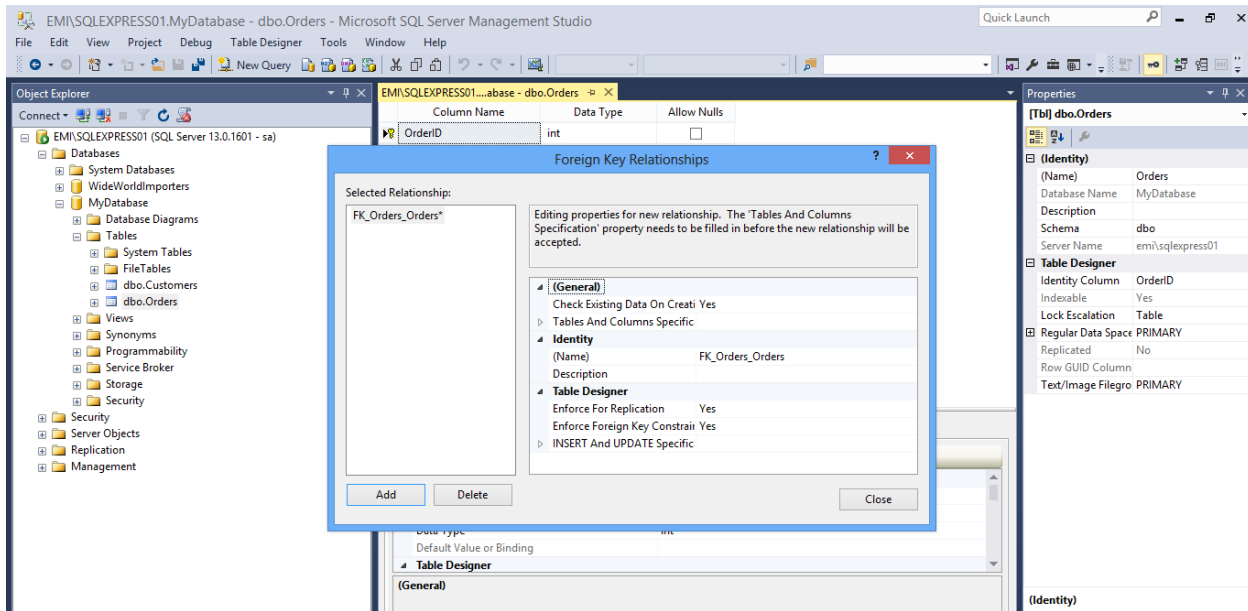 EMI\SQLEXPRESS01.MyDatabase - dbo.Orders - Microsoft SQL Server Management Studio
Quick Launch
File Edit View Project Debug Table Designer Tools Window Help
New Query
Object Explorer
Connect
EMI\SQLEXPRESS01 (SQL Server 13.0.1601 - sa)
Databases
System Databases
WideWorldImporters
MyDatabase
Database Diagrams
Tables
System Tables
FileTables
dbo.Customers
dbo.Orders
Views
Synonyms
Programmability
Service Broker
Storage
Security
Security
Server Objects
Replication
Management
EMI\SQLEXPRESS01....abase - dbo.Orders
Column Name Data Type Allow Nulls
OrderID int
Foreign Key Relationships
Selected Relationship:
FK_Orders_Orders*
Editing properties for new relationship. The 'Tables And Columns
Specification' property needs to be filled in before the new relationship will be
accepted.
(General)
Check Existing Data On Creati Yes
Tables And Columns Specific
Identity
(Name) FK_Orders_Orders
Description
Table Designer
Enforce For Replication Yes
Enforce Foreign Key Constrair Yes
INSERT And UPDATE Specific
Add Delete
Close
Data Type int
Default Value or Binding
Table Designer
(General)
Properties
[Tbl] dbo.Orders
(Identity)
(Name) Orders
Database Name MyDatabase
Description
Schema dbo
Server Name emi\sqlexpress01
Table Designer
Identity Column OrderID
Indexable Yes
Lock Escalation Table
Regular Data Space PRIMARY
Replicated No
Row GUID Column
Text/Image Filegro PRIMARY
(Identity)